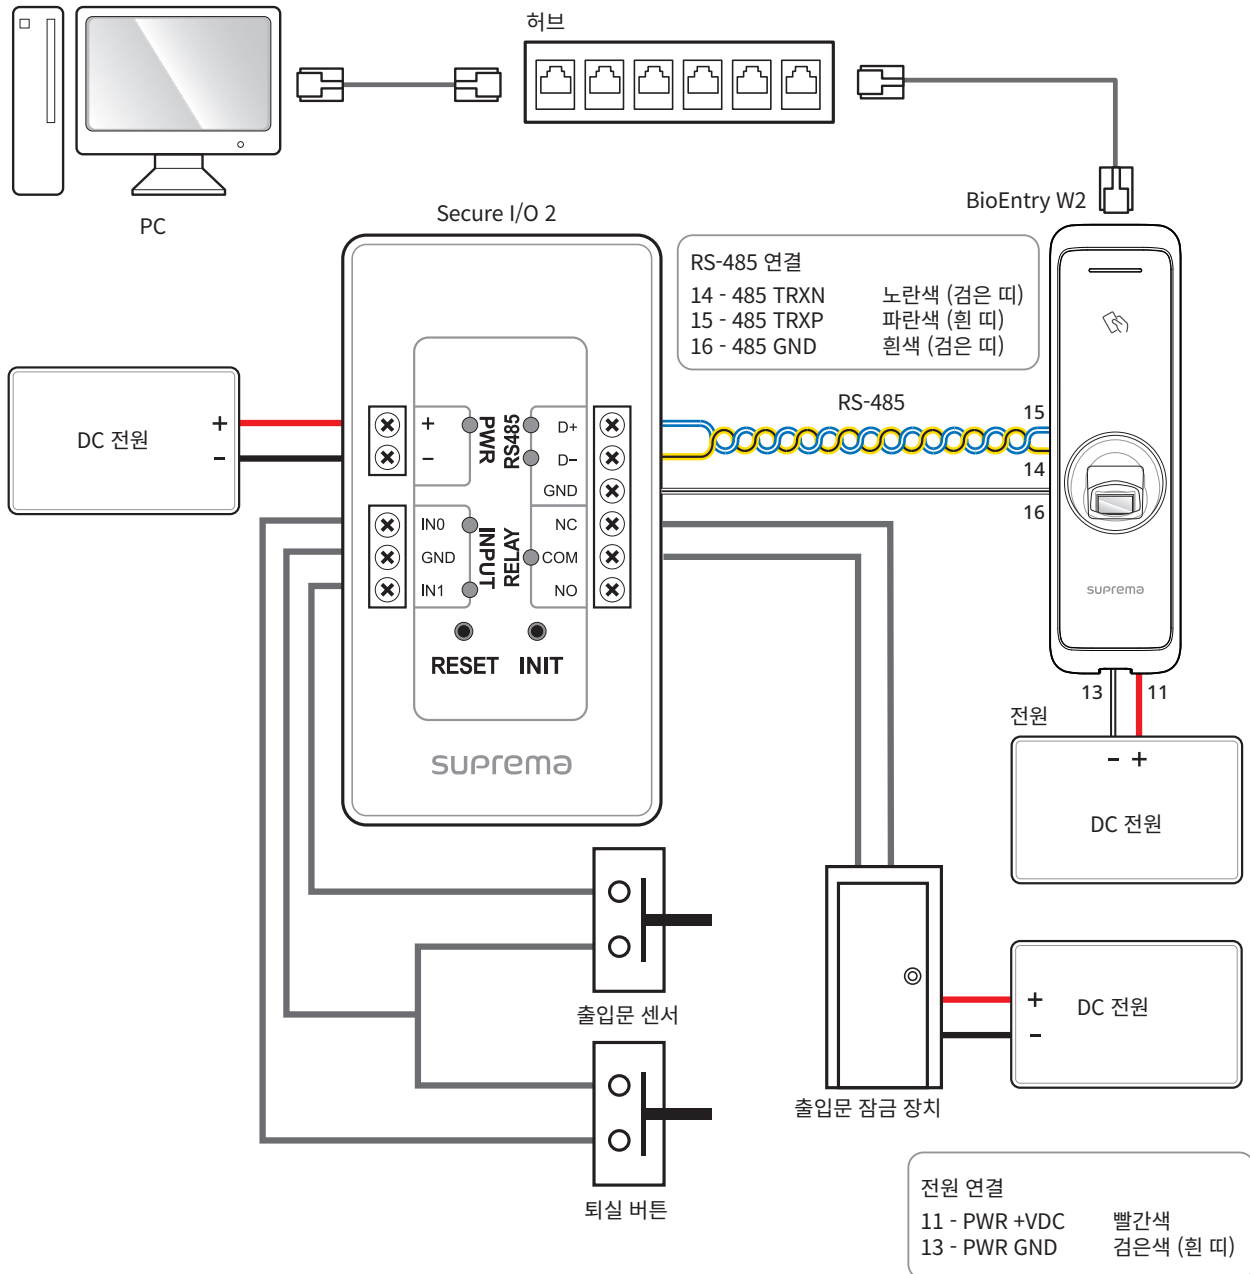 허브
PC
Secure I/O 2
BioEntry W2
RS-485 연결
14 - 485 TRXN 노란색 (검은 띠)
15 - 485 TRXP 파란색 (흰 띠)
16 - 485 GND 흰색 (검은 띠)
DC 전원
+
-
+
-
PWR
RS485
D+
D-
GND
IN0
GND
IN1
INPUT
RELAY
NC
COM
NO
RESET INIT
suprema
RS-485
15
14
16
suprema
13
11
전원
- +
DC 전원
출입문 센서
퇴실 버튼
출입문 잠금 장치
+
-
DC 전원
전원 연결
11 - PWR +VDC 빨간색
13 - PWR GND 검은색 (흰 띠)